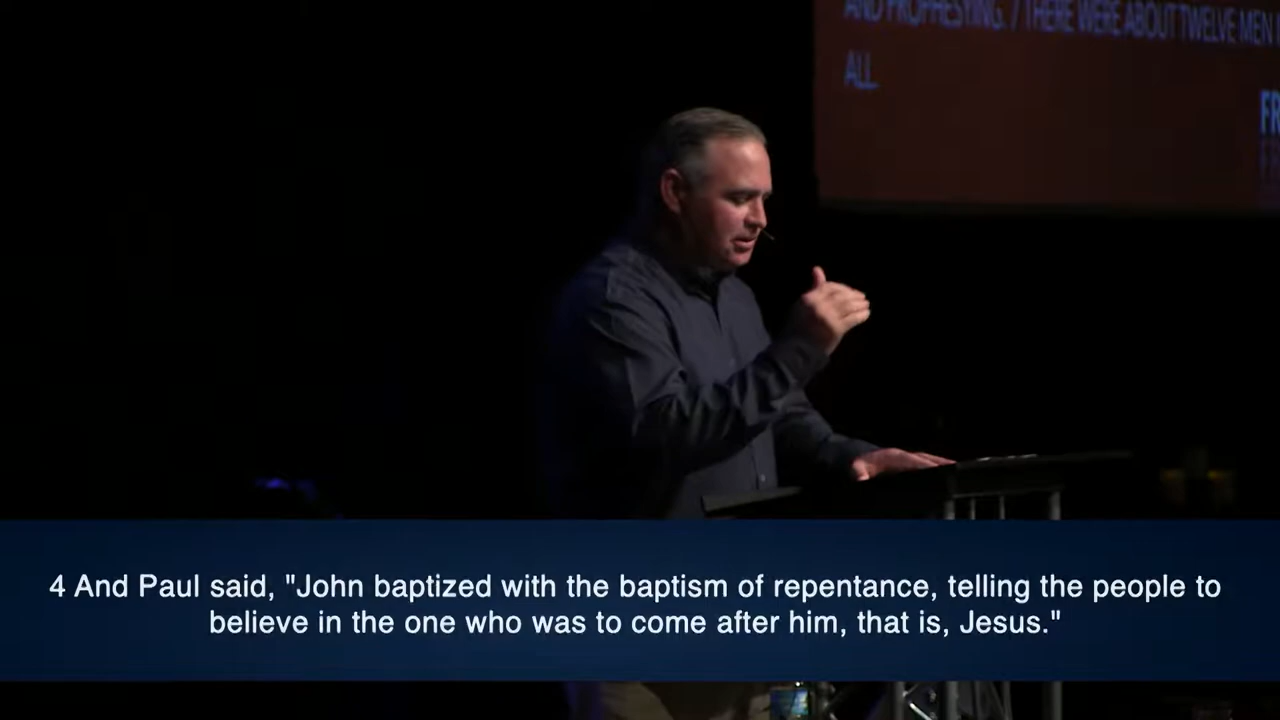 AND PROPHESYING. / THERE WERE ABOUT TWELVE MEN
ALL.
FR
4 And Paul said, "John baptized with the baptism of repentance, telling the people to
believe in the one who was to come after him, that is, Jesus."